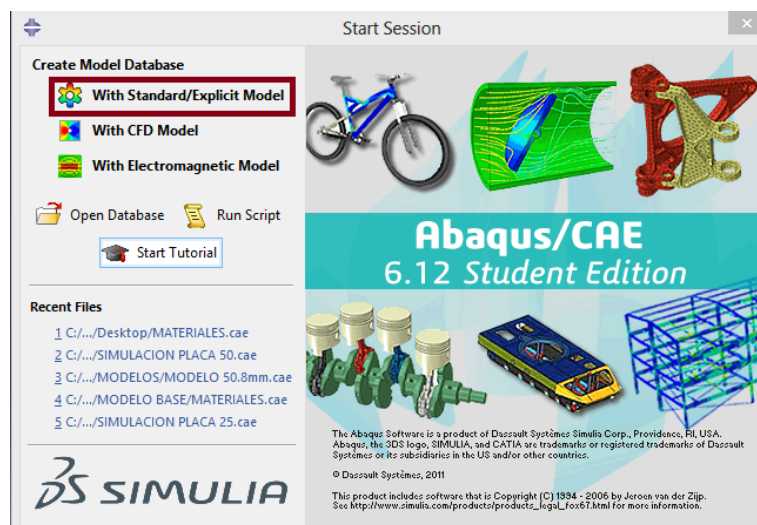 Start Session
Create Model Database
With Standard/Explicit Model
With CFD Model
With Electromagnetic Model
Open Database
Run Script
Start Tutorial
Recent Files
1 C:/.../Desktop/MATERIALES.cae
2 C:/.../SIMULACION PLACA 50.cae
3 C:/.../MODELOS/MODELO 50.8mm.cae
4 C:/.../MODELO BASE/MATERIALES.cae
5 C:/.../SIMULACION PLACA 25.cae
SIMULIA
Abaqus/CAE
6.12 Student Edition
The Abaqus Software is a product of Dassault Systèmes Simulia Corp., Providence, RI, USA.
Abaqus, the 3DS logo, SIMULIA, and CATIA are trademarks or registered trademarks of Dassault
Systèmes or its subsidiaries in the US and/or other countries.
© Dassault Systèmes, 2011
This product includes software that is Copyright (C) 1994 - 2006 by Jeroen van der Zijp.
See http://www.simulia.com/products/products_legal_fox67.html for more information.